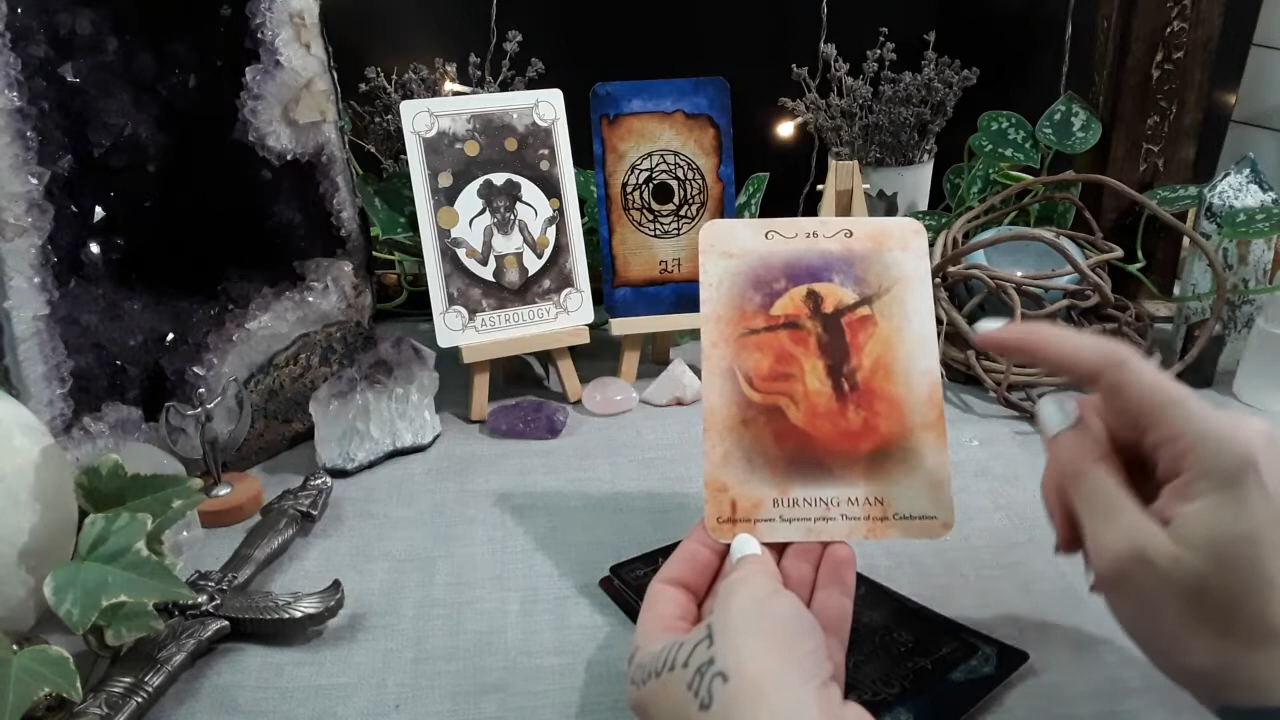 ASTROLOGY
27
26
BURNING MAN
Collective power. Supreme prayer. Three of cups. Celebration.